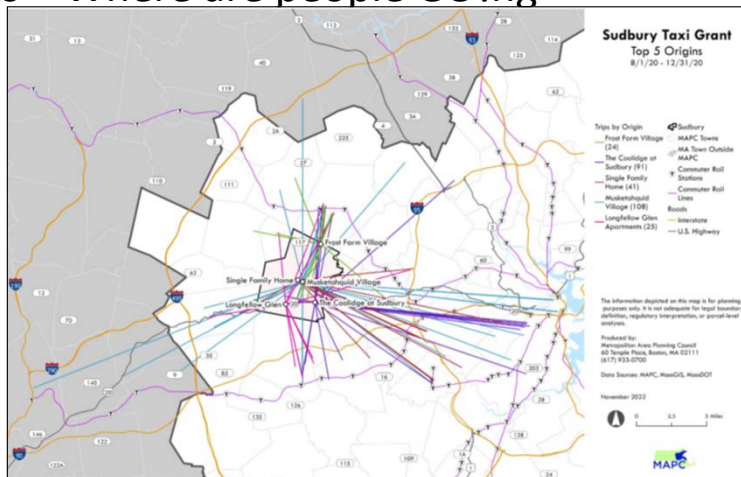 Where are people Going
Sudbury Taxi Grant
Top 5 Origins
8/1/20 - 12/31/20
Trips by Origin
Frost Farm Village
(24)
The Coolidge at
Sudbury (91)
Single Family
Home (41)
Musketahquid
Village (108)
Longfellow Glen
Apartments (25)
Sudbury
MAPC Towns
MA Town Outside
MAPC
Commuter Rail
Stations
Commuter Rail
Lines
Roads
Interstate
U.S. Highway
Frost Farm Village
Single Family Home
Musketahquid Village
Longfellow Glen
The Coolidge at Sudbury
The information depicted on this map is for planning
purposes only. It is not adequate for legal boundary
definition, regulatory interpretation, or parcel-level
analyses.
Produced by:
Metropolitan Area Planning Council
60 Temple Place, Boston, MA 02111
(617) 933-0700
Data Sources: MAPC, MassGIS, MassDOT
November 2022
0 2.5 5 Miles
MAPC